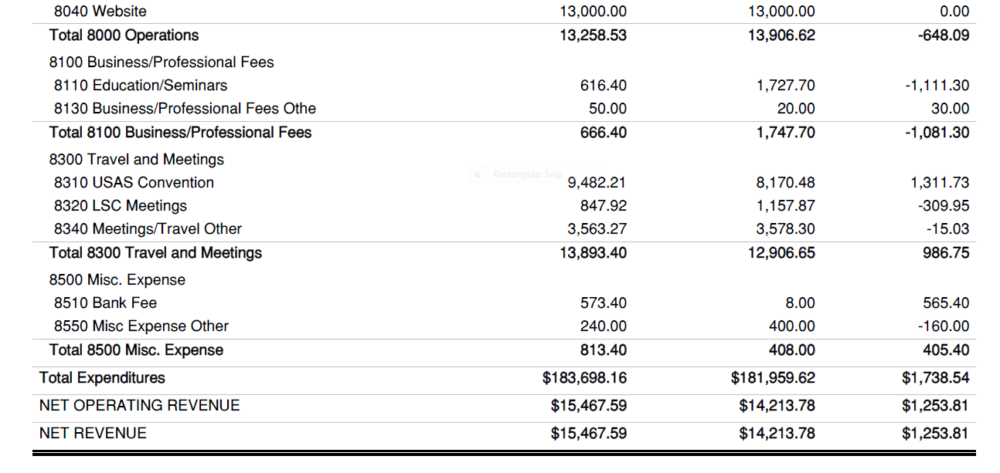 8040 Website 13,000.00 13,000.00 0.00
Total 8000 Operations 13,258.53 13,906.62 -648.09
8100 Business/Professional Fees
8110 Education/Seminars 616.40 1,727.70 -1,111.30
8130 Business/Professional Fees Othe 50.00 20.00 30.00
Total 8100 Business/Professional Fees 666.40 1,747.70 -1,081.30
8300 Travel and Meetings
Rectangular Snip
8310 USAS Convention 9,482.21 8,170.48 1,311.73
8320 LSC Meetings 847.92 1,157.87 -309.95
8340 Meetings/Travel Other 3,563.27 3,578.30 -15.03
Total 8300 Travel and Meetings 13,893.40 12,906.65 986.75
8500 Misc. Expense
8510 Bank Fee 573.40 8.00 565.40
8550 Misc Expense Other 240.00 400.00 -160.00
Total 8500 Misc. Expense 813.40 408.00 405.40
Total Expenditures $183,698.16 $181,959.62 $1,738.54
NET OPERATING REVENUE $15,467.59 $14,213.78 $1,253.81
NET REVENUE $15,467.59 $14,213.78 $1,253.81